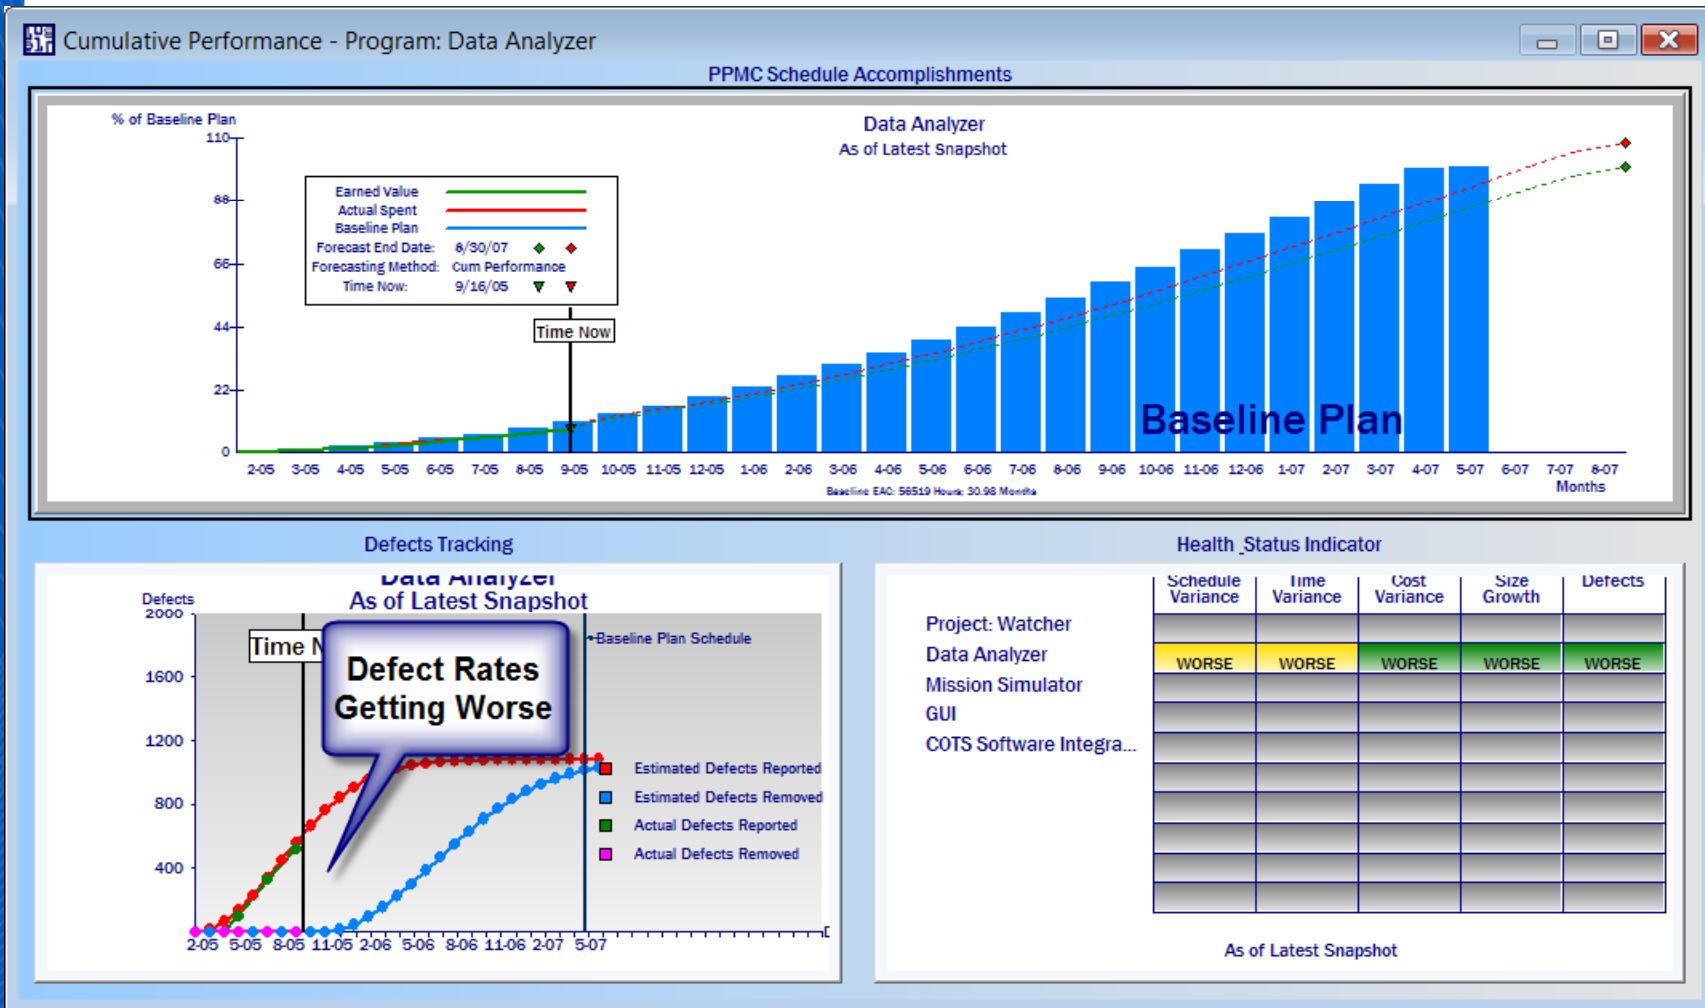 Cumulative Performance - Program: Data Analyzer
PPMC Schedule Accomplishments
% of Baseline Plan
Data Analyzer
As of Latest Snapshot
110
88
66
44
22
0
Earned Value
Actual Spent
Baseline Plan
Forecast End Date: 8/30/07
Forecasting Method: Cum Performance
Time Now: 9/16/05
Time Now
Baseline Plan
2-05 3-05 4-05 5-05 6-05 7-05 8-05 9-05 10-05 11-05 12-05 1-06 2-06 3-06 4-06 5-06 6-06 7-06 8-06 9-06 10-06 11-06 12-06 1-07 2-07 3-07 4-07 5-07 6-07 7-07 8-07
Months
Baseline EAC: 56519 Hours; 30.98 Months
Defects Tracking
Data Analyzer
As of Latest Snapshot
Defects
2000
1600
1200
800
400
Time N
Defect Rates
Getting Worse
Baseline Plan Schedule
Estimated Defects Reported
Estimated Defects Removed
Actual Defects Reported
Actual Defects Removed
2-05 5-05 8-05 11-05 2-06 5-06 8-06 11-06 2-07 5-07
Health_Status Indicator
Schedule Variance
Time Variance
Cost Variance
Size Growth
Defects
Project: Watcher
Data Analyzer WORSE WORSE WORSE WORSE WORSE
Mission Simulator
GUI
COTS Software Integra...
As of Latest Snapshot